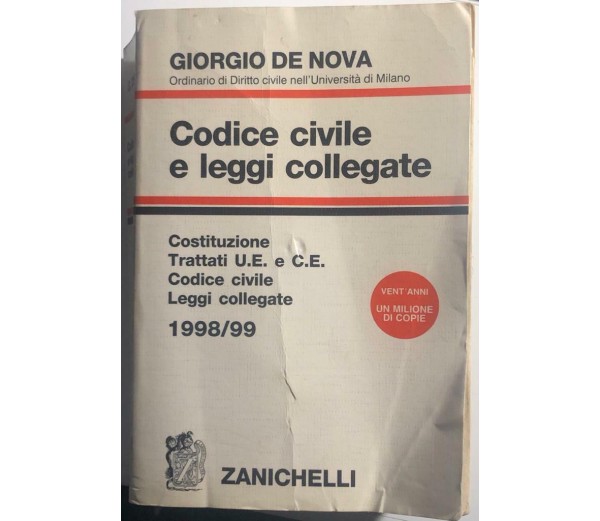 GIORGIO DE NOVA
Ordinario di Diritto civile nell'Università di Milano
Codice civile
e leggi collegate
Costituzione
Trattati U.E. e C.E.
Codice civile
Leggi collegate
1998/99
VENT'ANNI
UN MILIONE
DI COPIE
ZANICHELLI